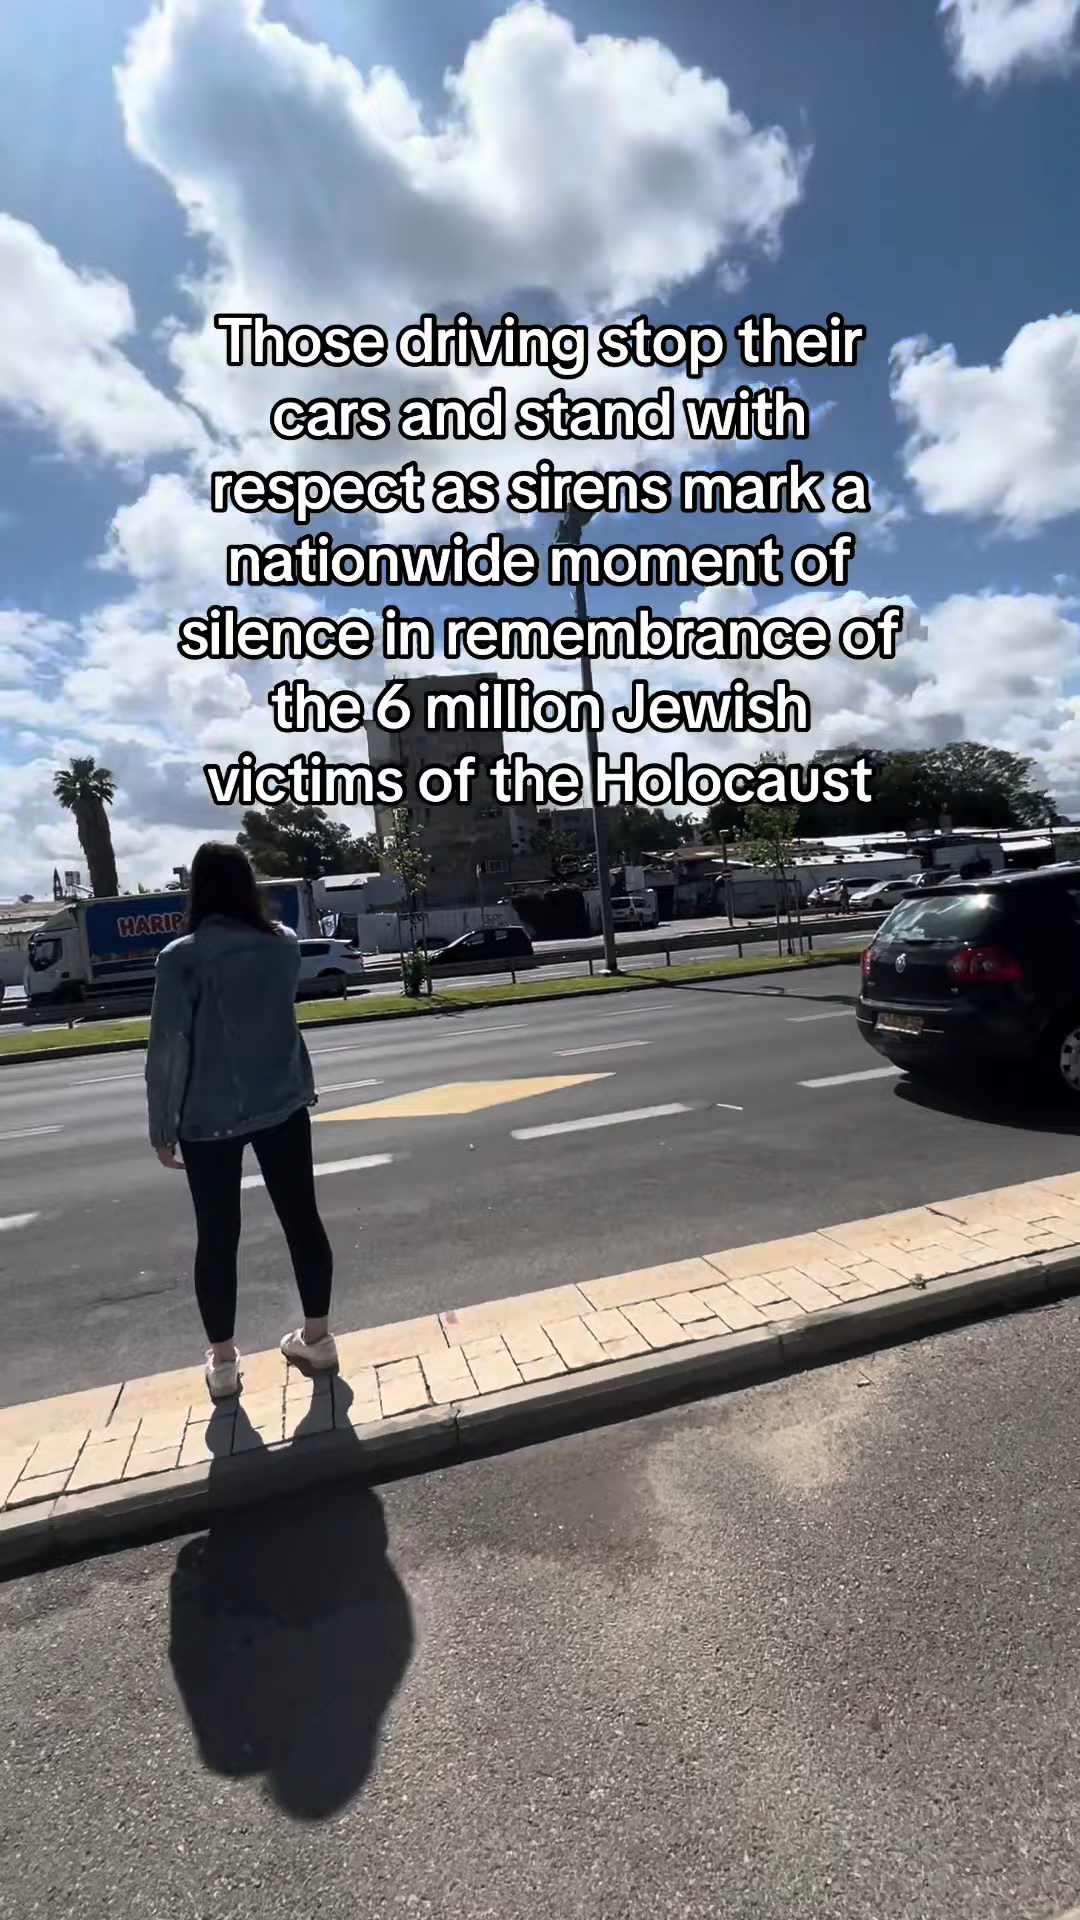 Those driving stop their
cars and stand with
respect as sirens mark a
nationwide moment of
silence in remembrance of
the 6 million Jewish
victims of the Holocaust
HARIB